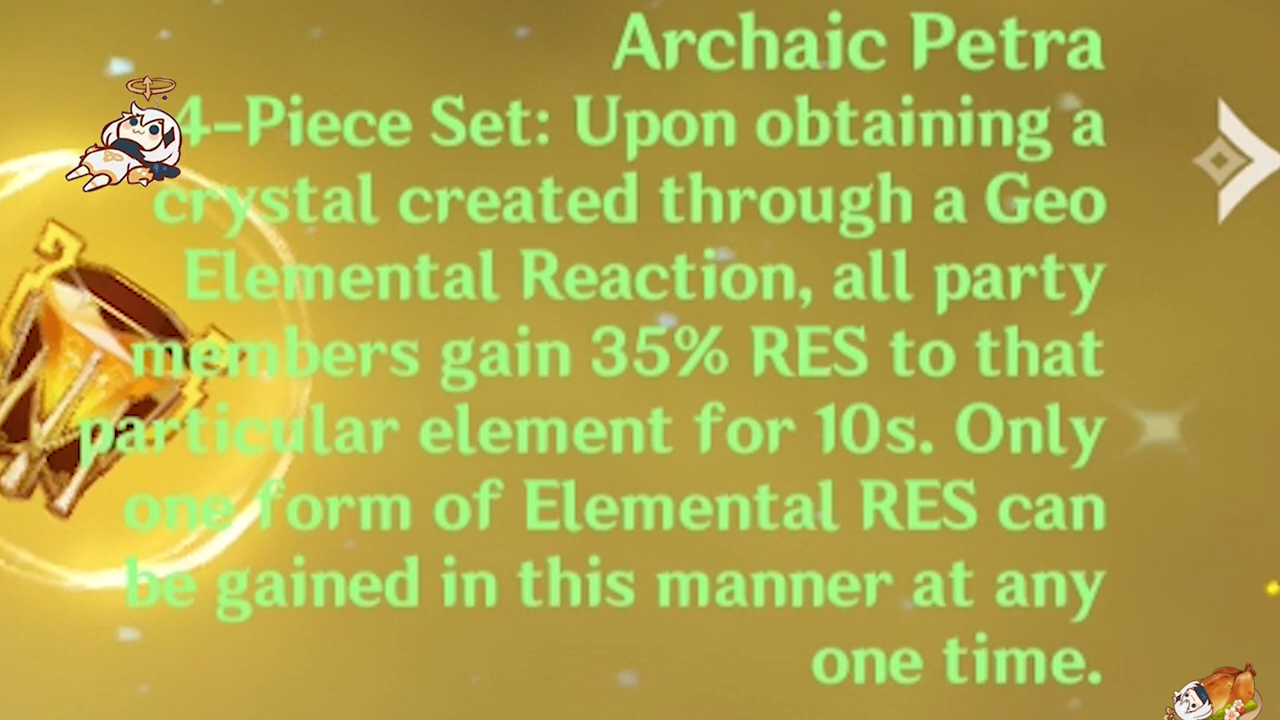 Archaic Petra
4-Piece Set: Upon obtaining a
crystal created through a Geo
Elemental Reaction, all party
members gain 35% RES to that
particular element for 10s. Only
one form of Elemental RES can
be gained in this manner at any
one time.